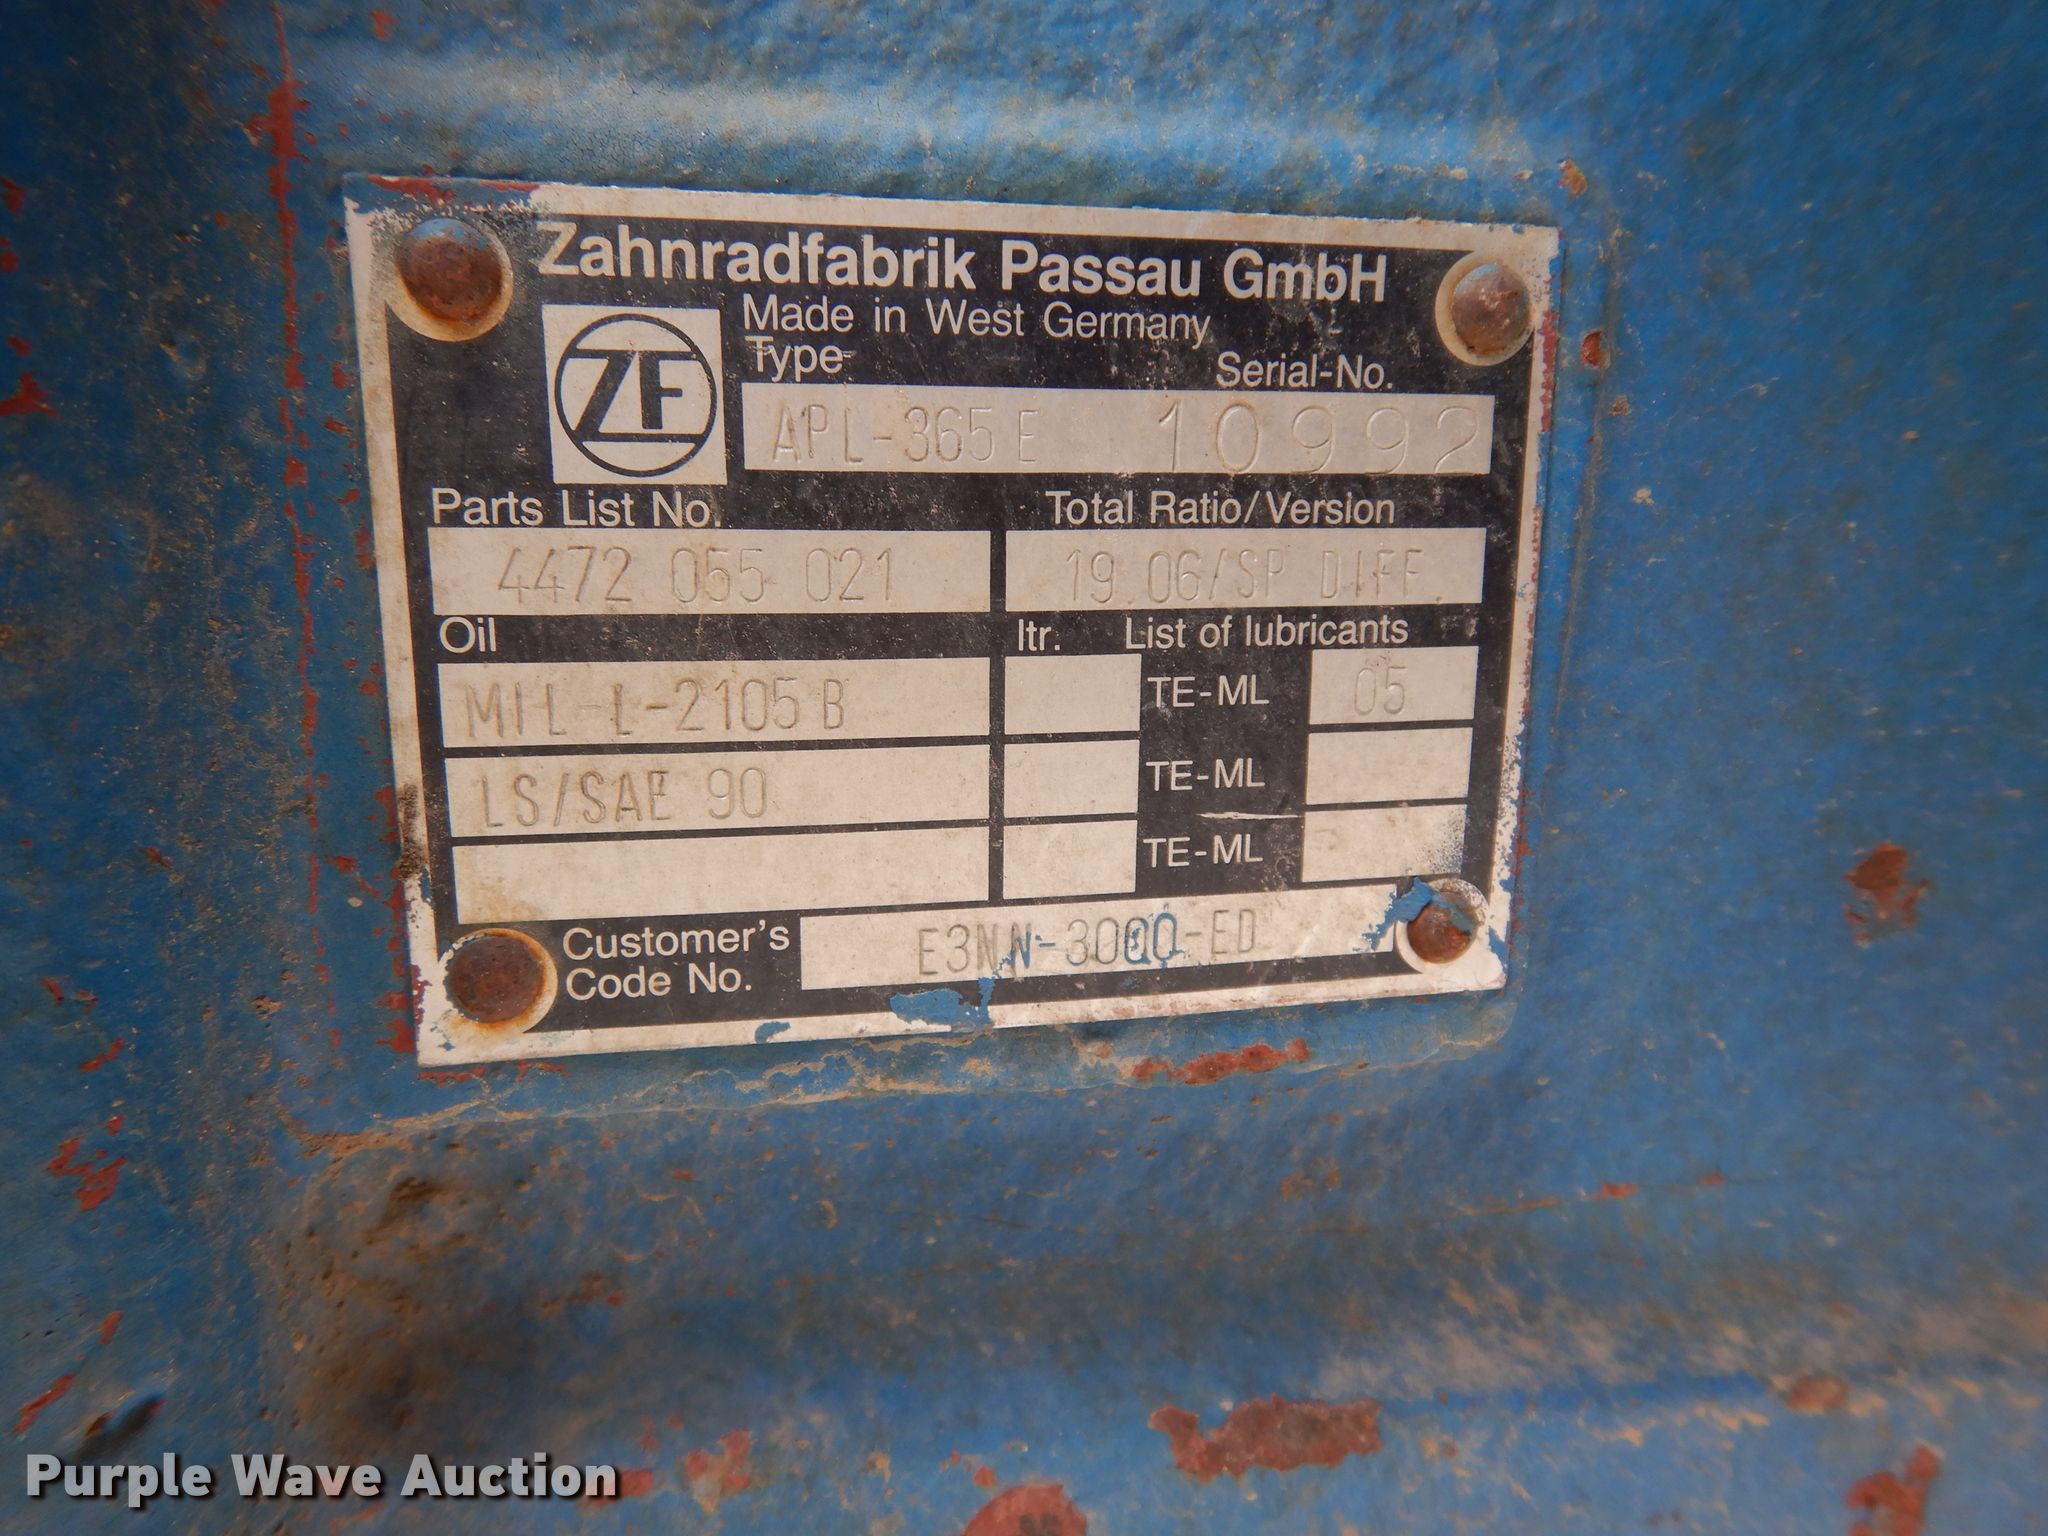 Zahnradfabrik Passau GmbH
Made in West Germany
Type Serial-No.
ZF
APL-365 E 10992
Parts List No. Total Ratio/Version
4472 055 021 19.06/SP DIFF.
Oil ltr. List of lubricants
MIL-L-2105 B TE-ML 05
LS/SAE 90 TE-ML
TE-ML
Customer's
Code No. E3NN-3000-ED
Purple Wave Auction